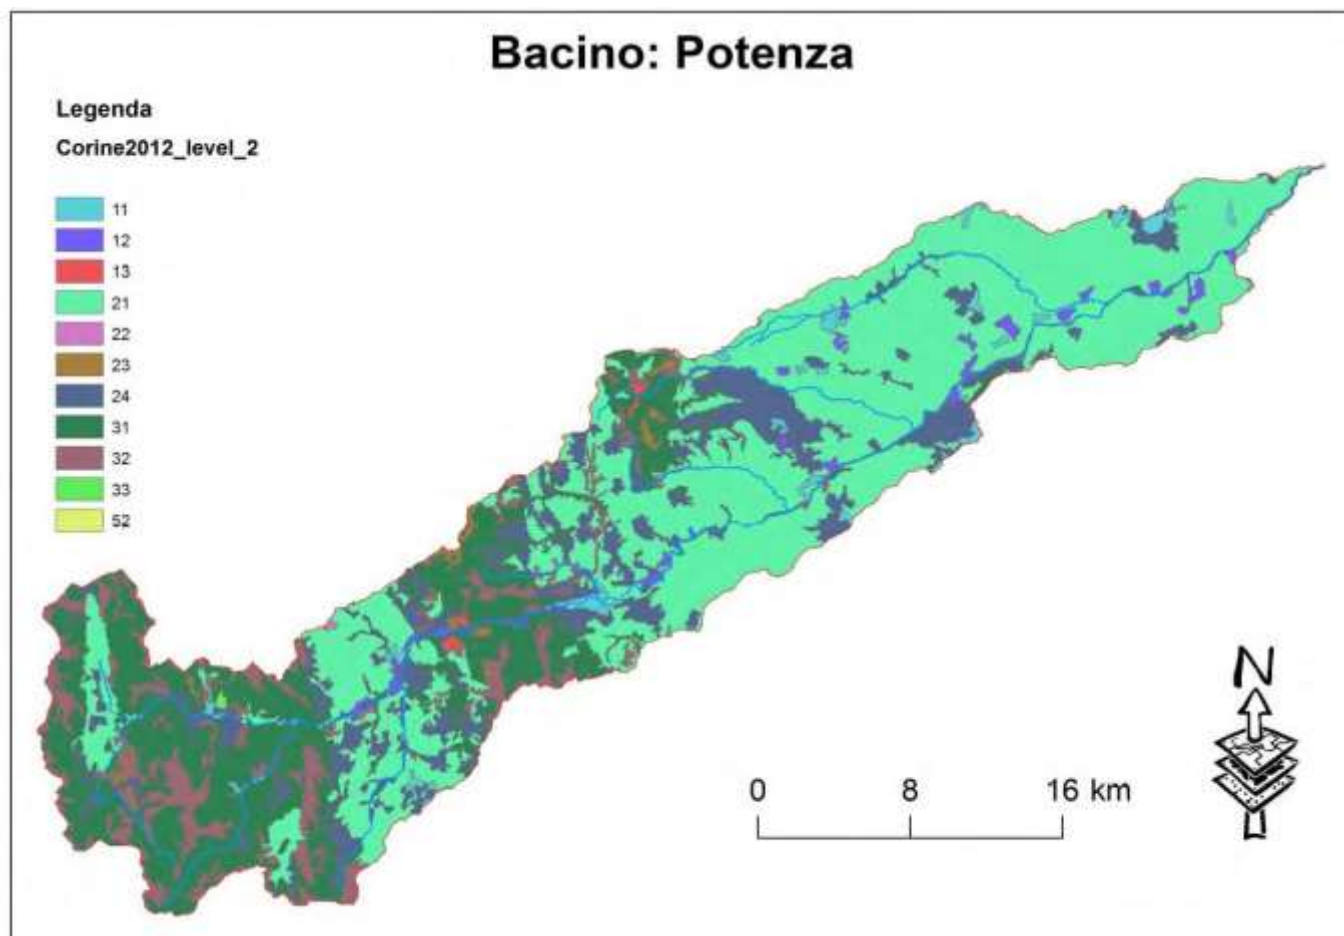 Bacino: Potenza
Legenda
Corine2012_level_2
11
12
13
21
22
23
24
31
32
33
52
N
0 8 16 km